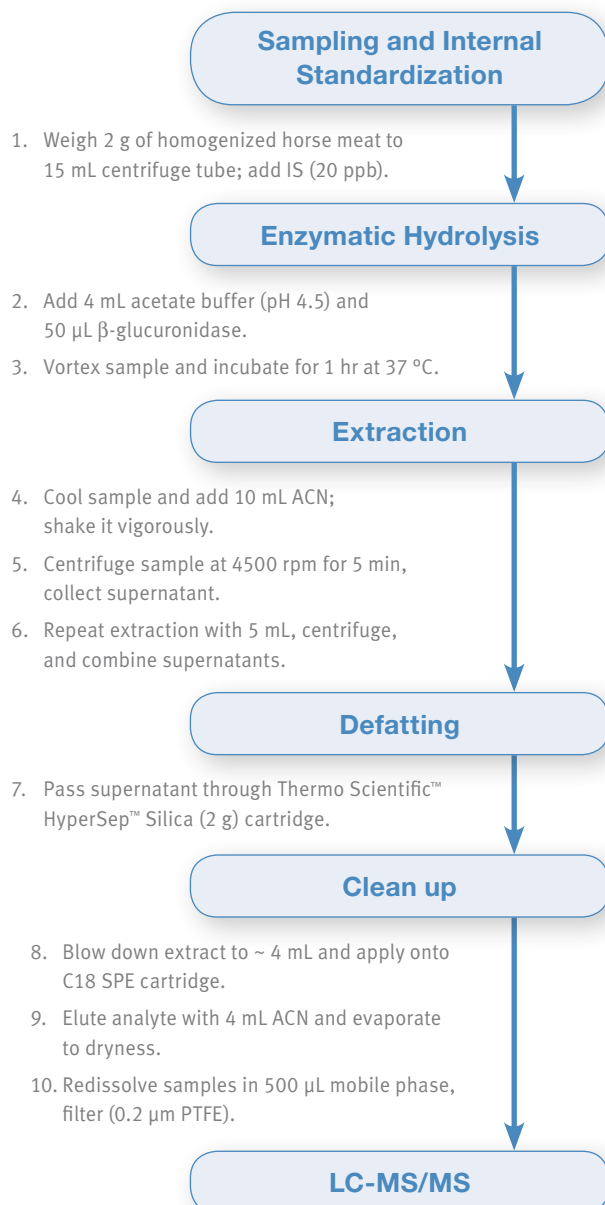 Sampling and Internal
Standardization
1. Weigh 2 g of homogenized horse meat to
15 mL centrifuge tube; add IS (20 ppb).
Enzymatic Hydrolysis
2. Add 4 mL acetate buffer (pH 4.5) and
50 µL β-glucuronidase.
3. Vortex sample and incubate for 1 hr at 37 °C.
Extraction
4. Cool sample and add 10 mL ACN;
shake it vigorously.
5. Centrifuge sample at 4500 rpm for 5 min,
collect supernatant.
6. Repeat extraction with 5 mL, centrifuge,
and combine supernatants.
Defatting
7. Pass supernatant through Thermo Scientific™
HyperSep™ Silica (2 g) cartridge.
Clean up
8. Blow down extract to ~ 4 mL and apply onto
C18 SPE cartridge.
9. Elute analyte with 4 mL ACN and evaporate
to dryness.
10. Redissolve samples in 500 µL mobile phase,
filter (0.2 µm PTFE).
LC-MS/MS